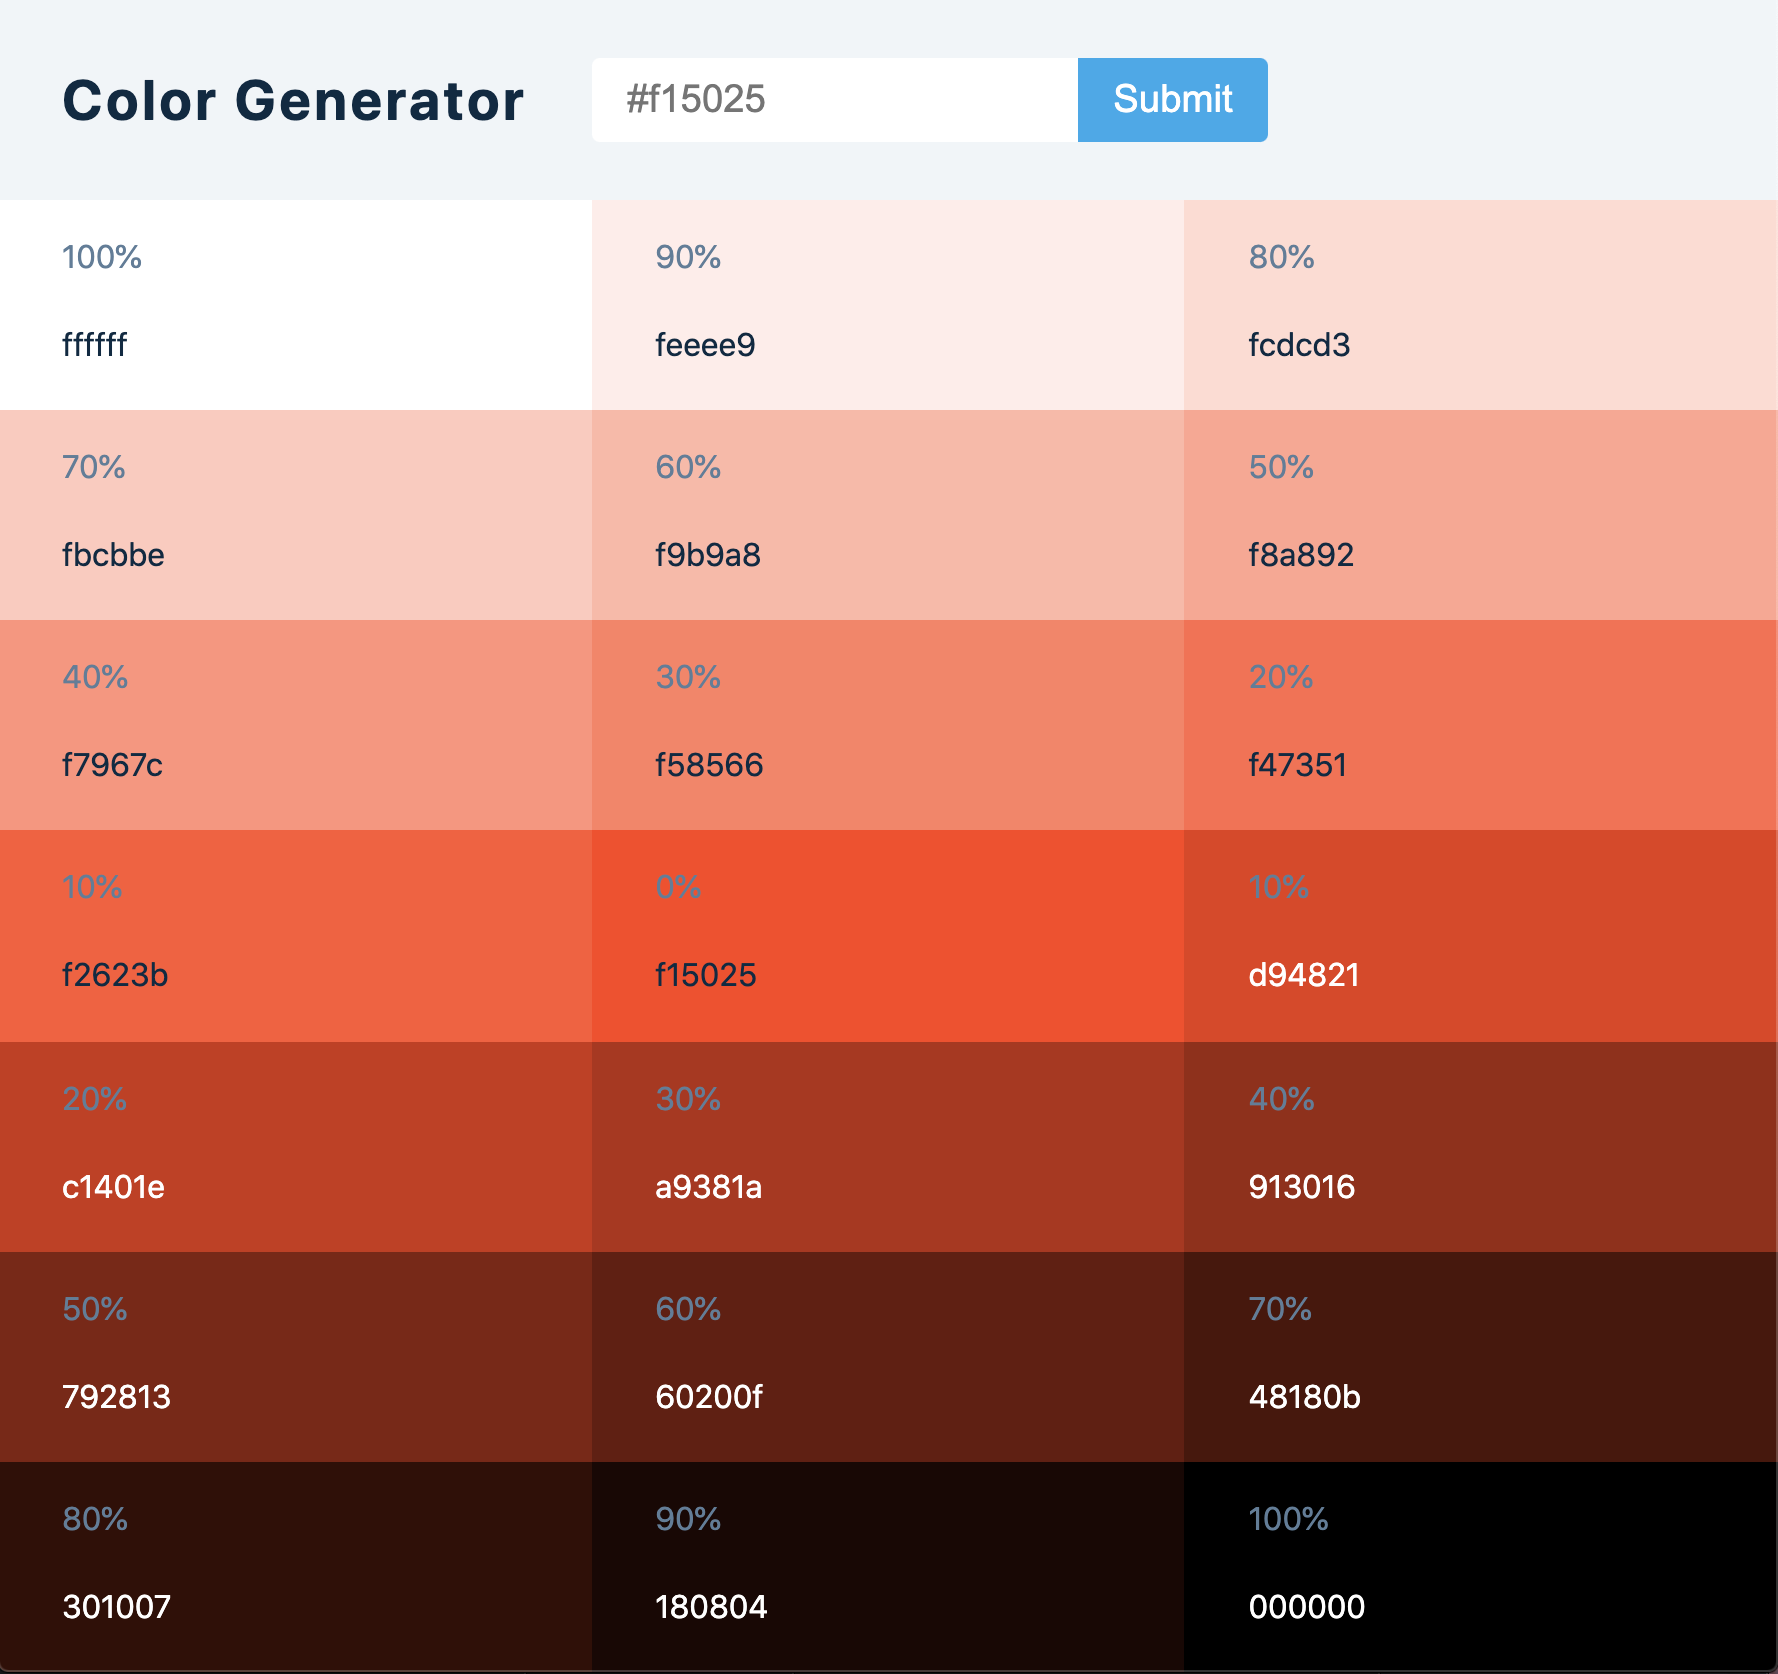 Color Generator
#f15025
Submit
100%
90%
80%
ffffff
feeee9
fcdcd3
70%
60%
50%
fbcbbe
f9b9a8
f8a892
40%
30%
20%
f7967c
f58566
f47351
10%
0%
10%
f2623b
f15025
d94821
20%
30%
40%
c1401e
a9381a
913016
50%
60%
70%
792813
60200f
48180b
80%
90%
100%
301007
180804
000000